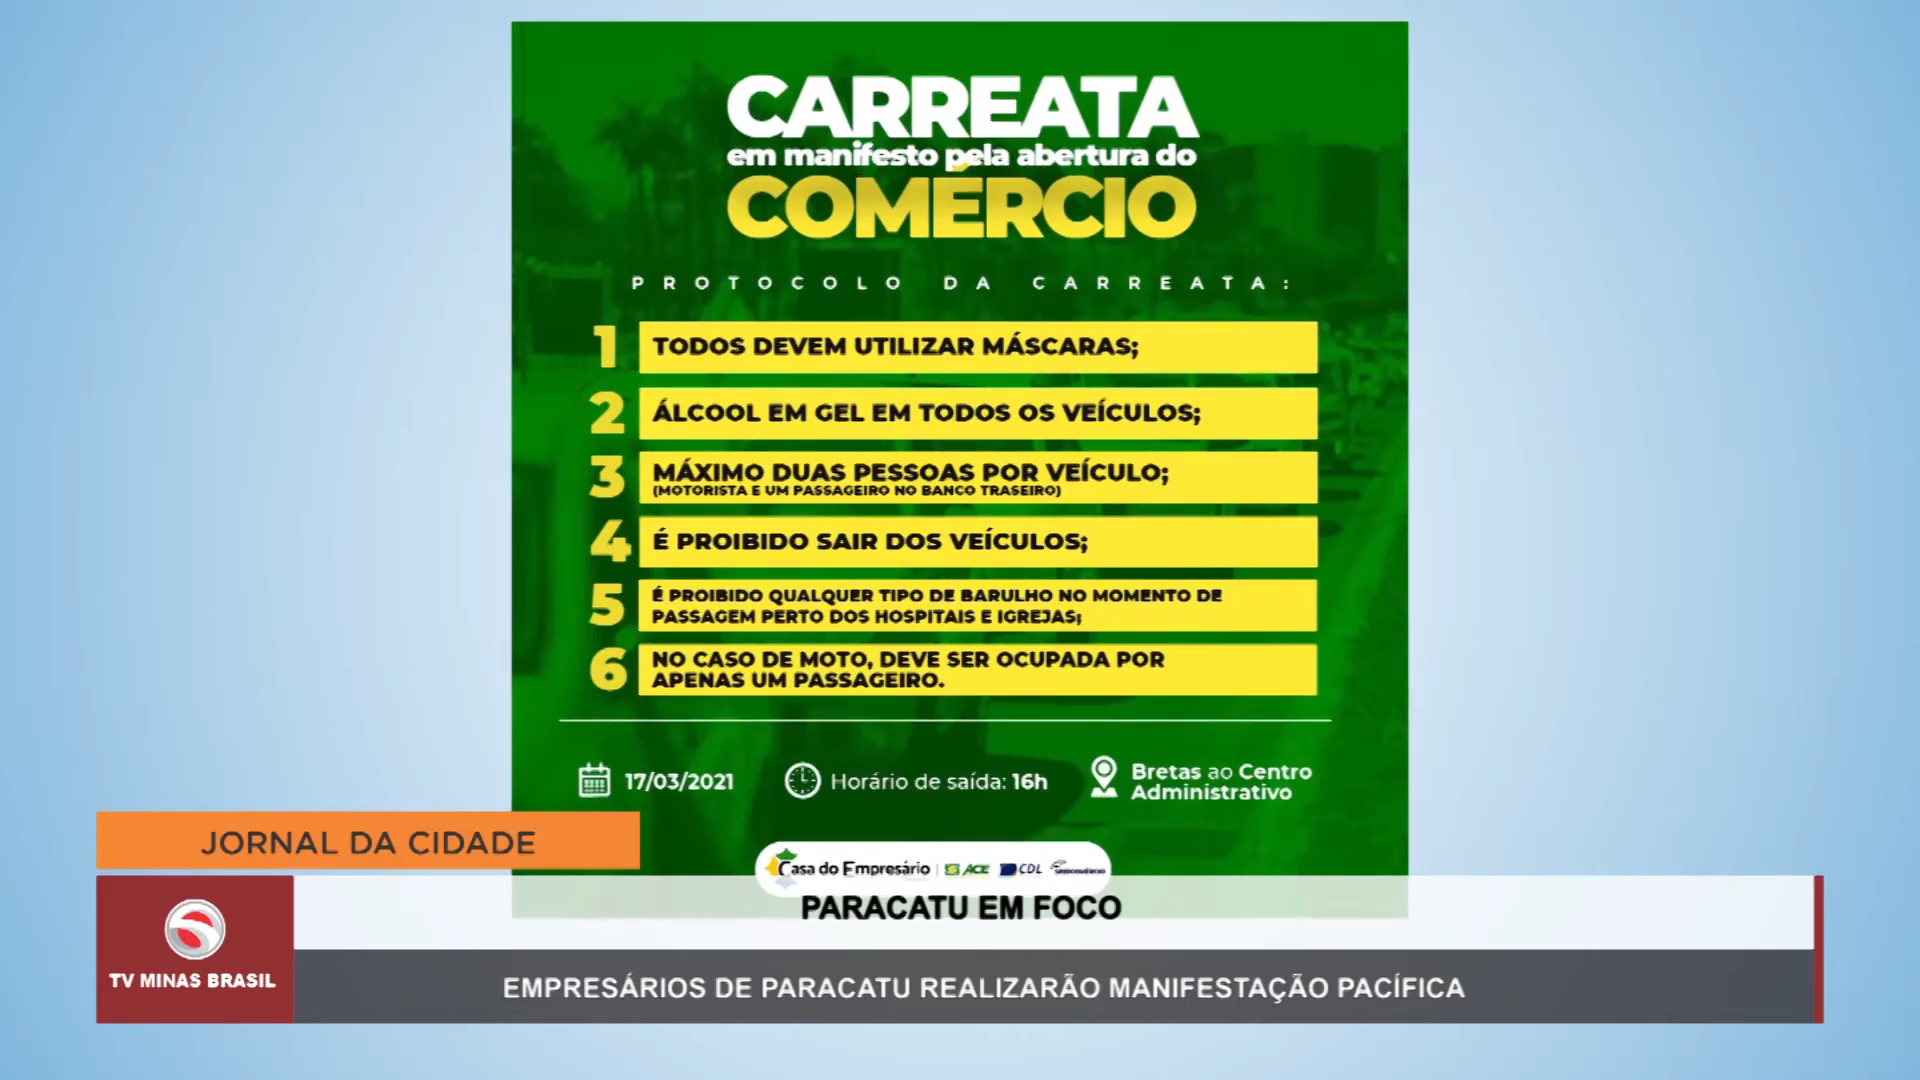 CARREATA
em manifesto pela abertura do
COMÉRCIO
PROTOCOLO DA CARREATA:
1 TODOS DEVEM UTILIZAR MÁSCARAS;
2 ÁLCOOL EM GEL EM TODOS OS VEÍCULOS;
3 MÁXIMO DUAS PESSOAS POR VEÍCULO;
(MOTORISTA E UM PASSAGEIRO NO BANCO TRASEIRO)
4 É PROIBIDO SAIR DOS VEÍCULOS;
5 É PROIBIDO QUALQUER TIPO DE BARULHO NO MOMENTO DE
PASSAGEM PERTO DOS HOSPITAIS E IGREJAS;
6 NO CASO DE MOTO, DEVE SER OCUPADA POR
APENAS UM PASSAGEIRO.
17/03/2021
Horário de saída: 16h
Bretas ao Centro
Administrativo
Casa do Empresário ACE CDL
JORNAL DA CIDADE
PARACATU EM FOCO
TV MINAS BRASIL
EMPRESÁRIOS DE PARACATU REALIZARÃO MANIFESTAÇÃO PACÍFICA